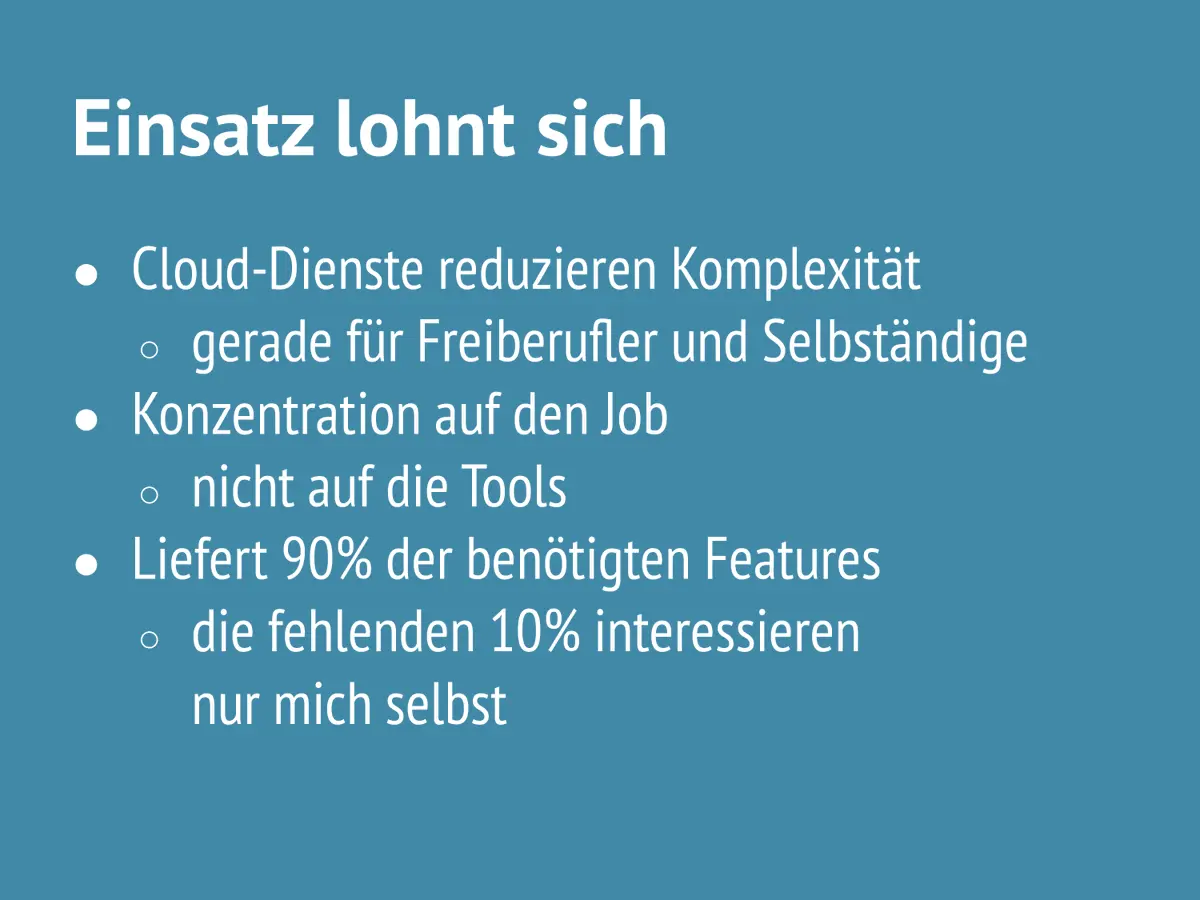 Einsatz lohnt sich
● Cloud-Dienste reduzieren Komplexität
○ gerade für Freiberufler und Selbständige
● Konzentration auf den Job
○ nicht auf die Tools
● Liefert 90% der benötigten Features
○ die fehlenden 10% interessieren
nur mich selbst